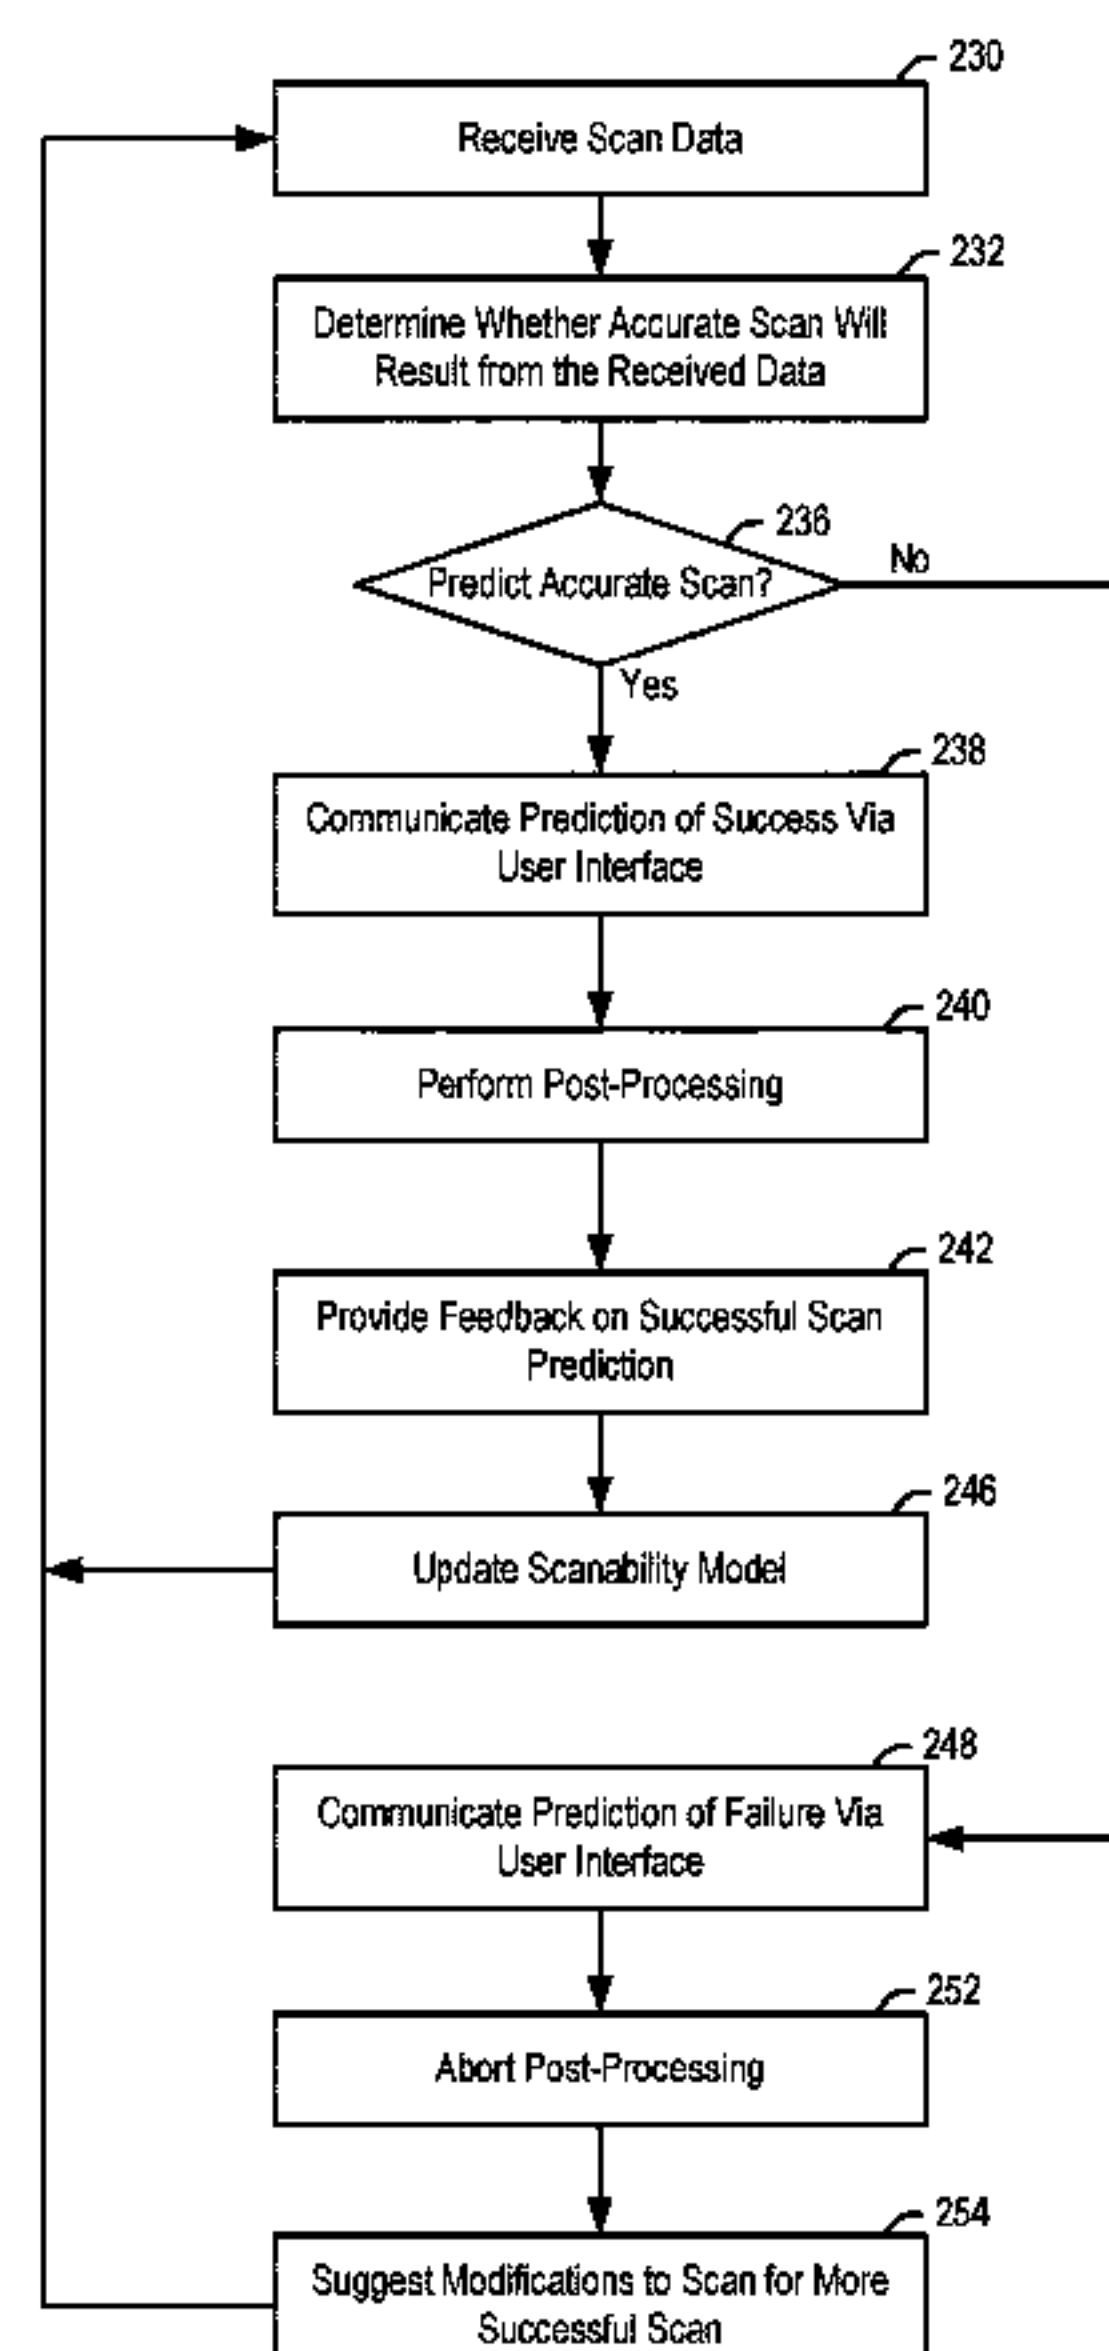 230
Receive Scan Data
232
Determine Whether Accurate Scan Will
Result from the Received Data
236
Predict Accurate Scan?
No
Yes
238
Communicate Prediction of Success Via
User Interface
240
Perform Post-Processing
242
Provide Feedback on Successful Scan
Prediction
246
Update Scanability Model
248
Communicate Prediction of Failure Via
User Interface
252
Abort Post-Processing
254
Suggest Modifications to Scan for More
Successful Scan